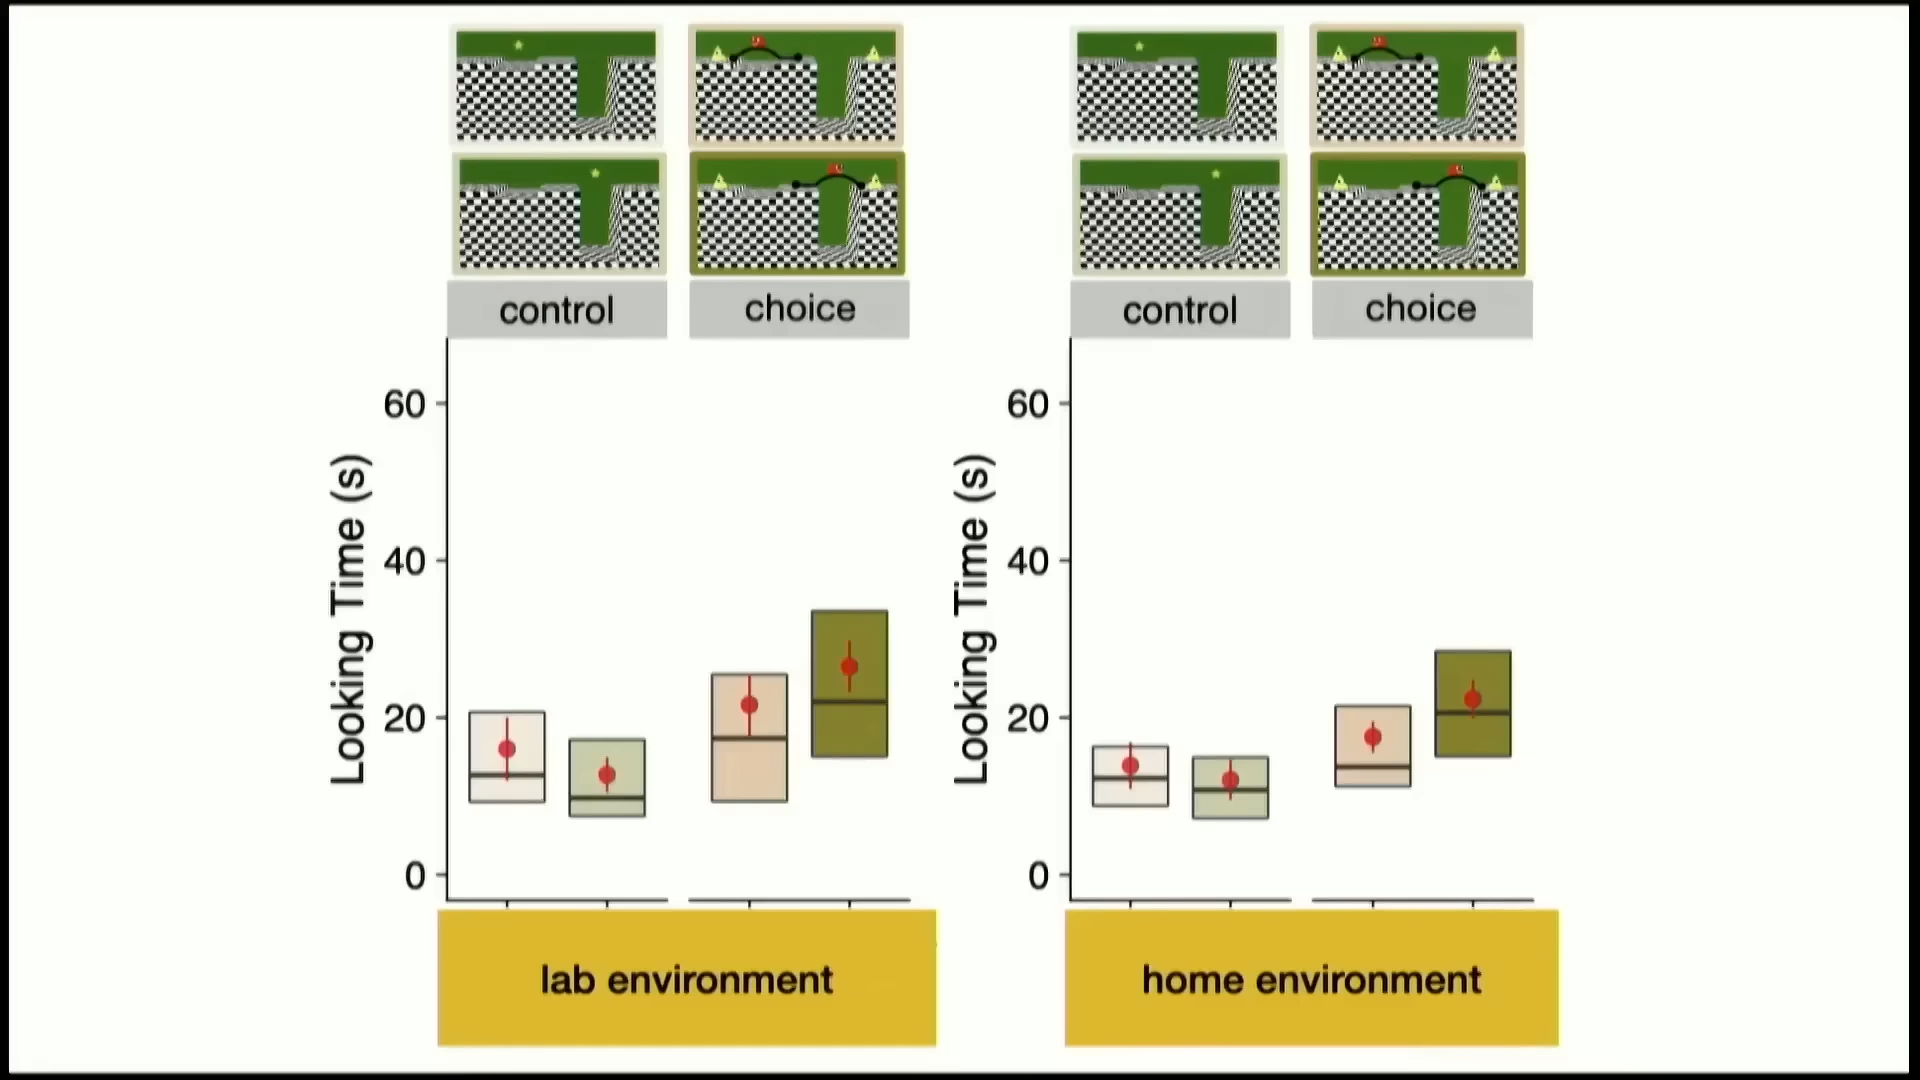 control
choice
control
choice
60
40
20
0
Looking Time (s)
60
40
20
0
Looking Time (s)
lab environment
home environment